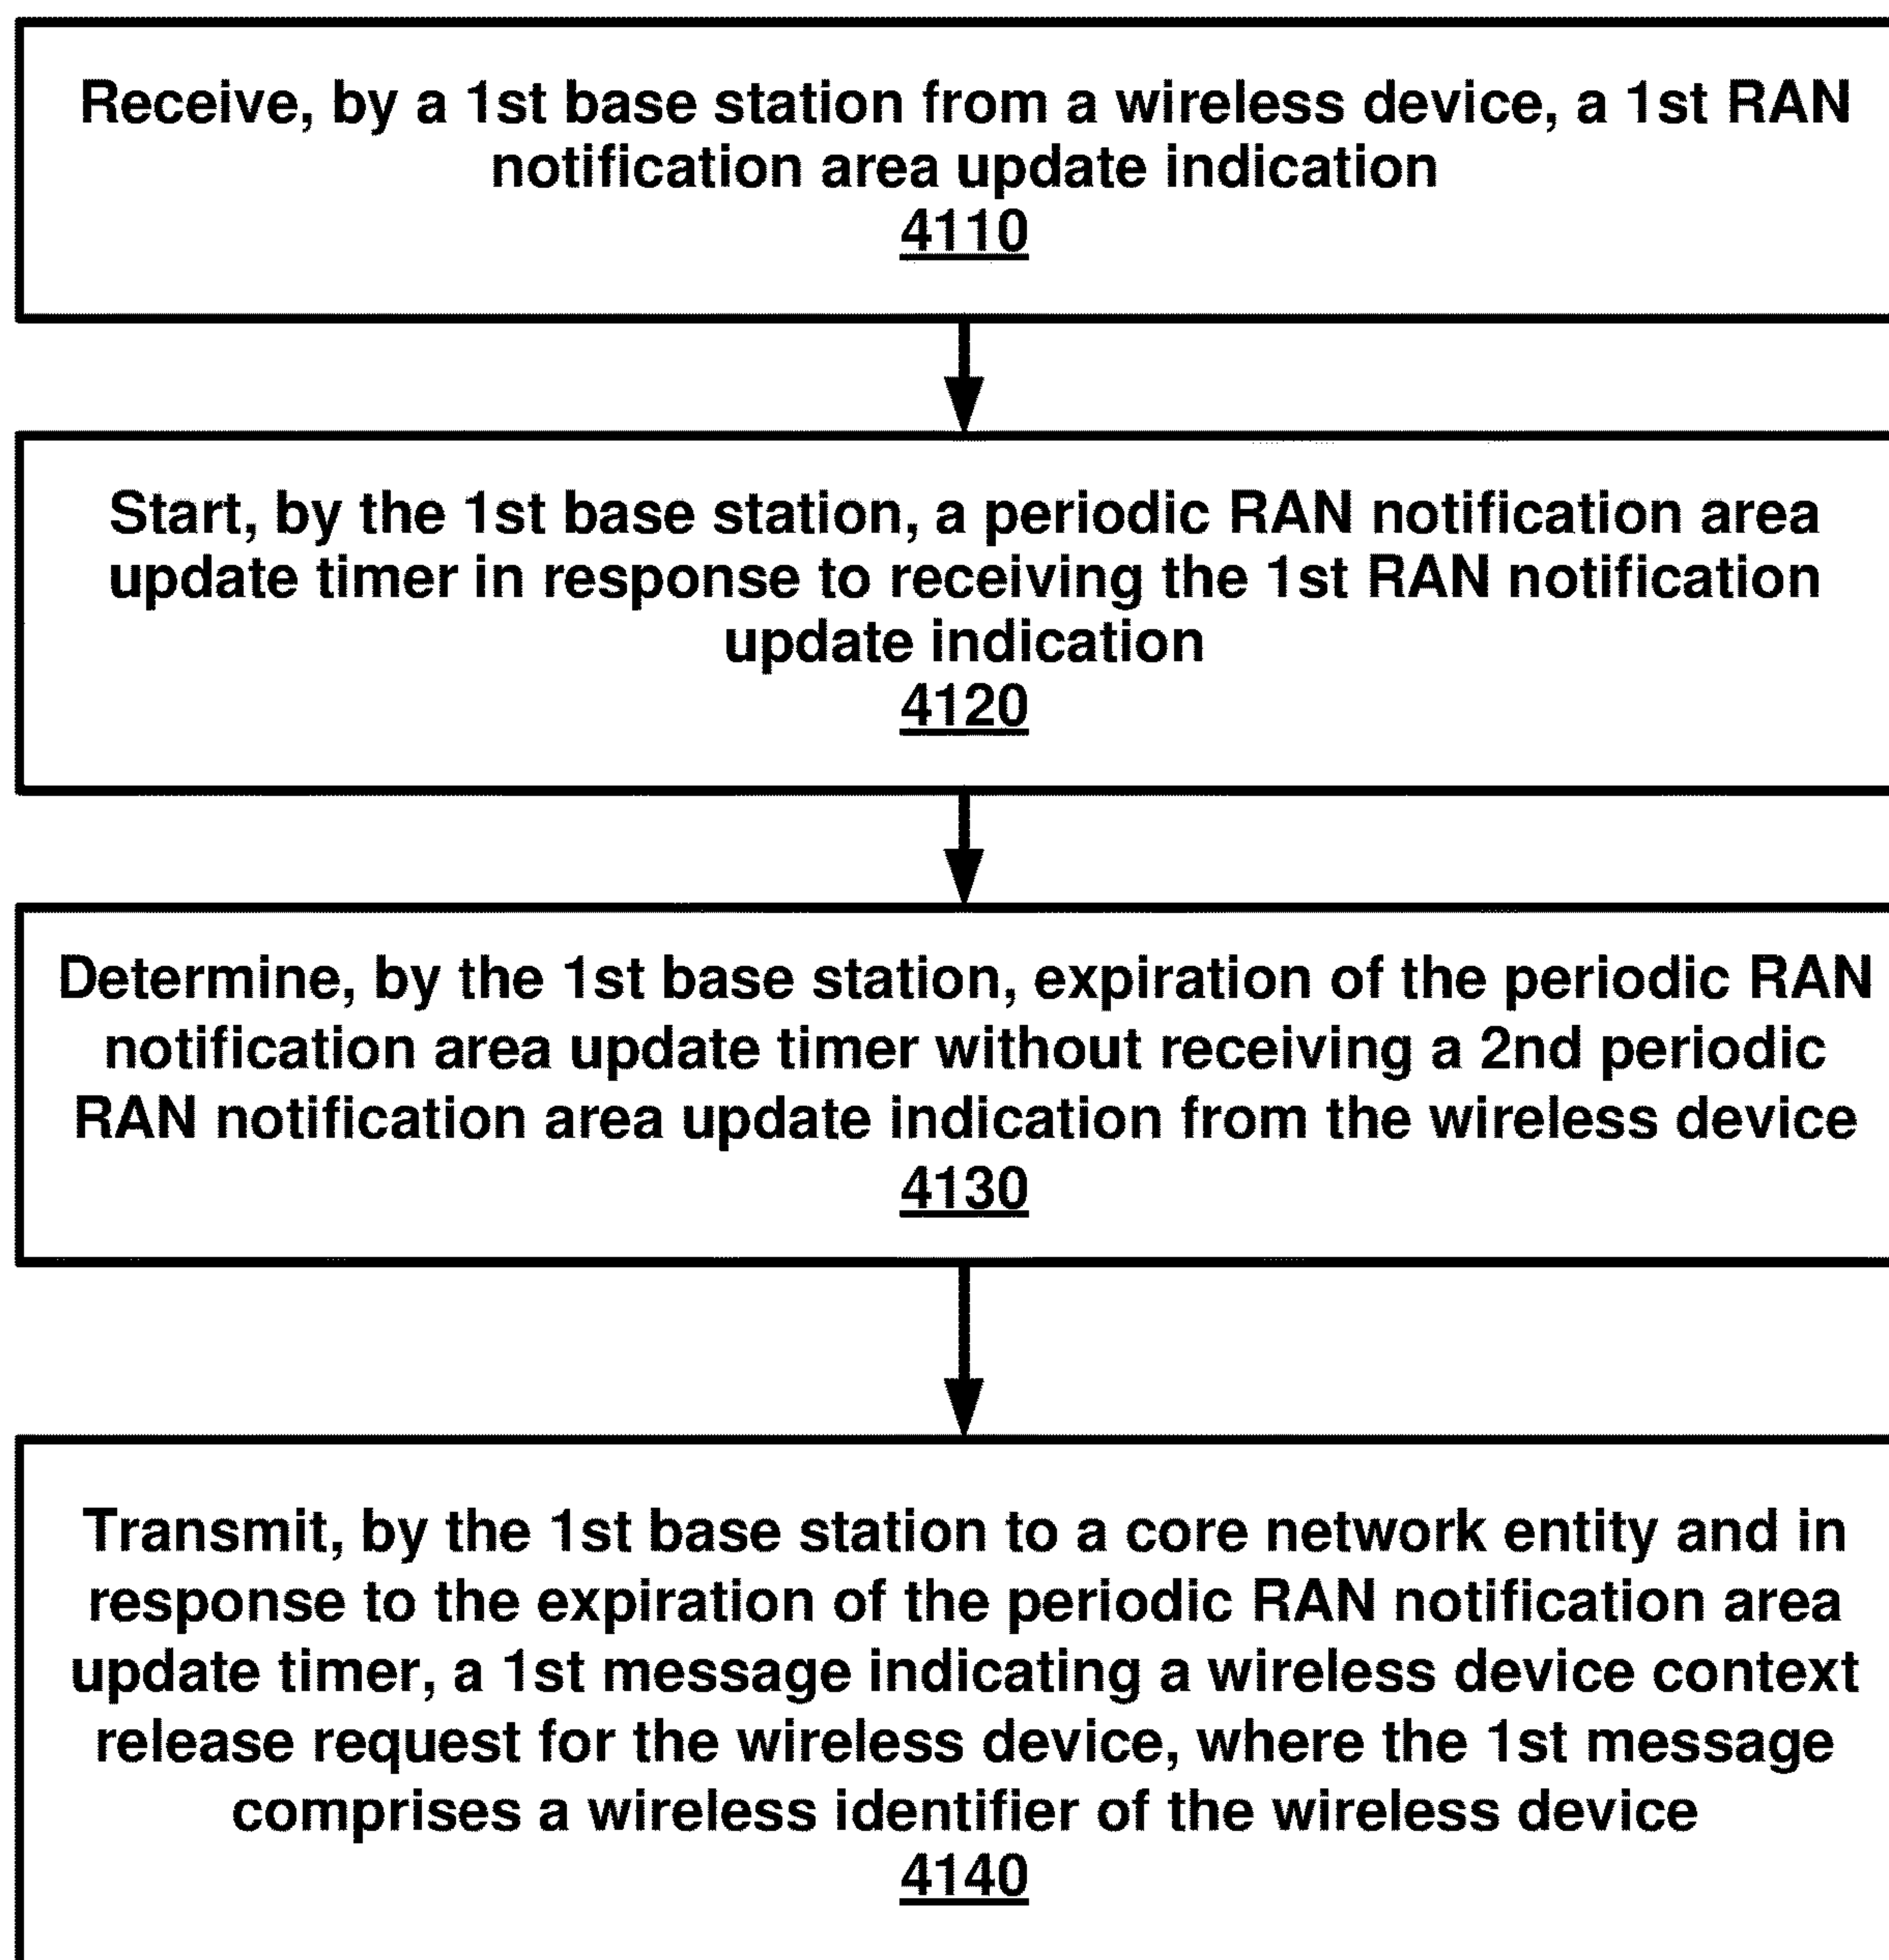 Receive, by a 1st base station from a wireless device, a 1st RAN
notification area update indication
4110
Start, by the 1st base station, a periodic RAN notification area
update timer in response to receiving the 1st RAN notification
update indication
4120
Determine, by the 1st base station, expiration of the periodic RAN
notification area update timer without receiving a 2nd periodic
RAN notification area update indication from the wireless device
4130
Transmit, by the 1st base station to a core network entity and in
response to the expiration of the periodic RAN notification area
update timer, a 1st message indicating a wireless device context
release request for the wireless device, where the 1st message
comprises a wireless identifier of the wireless device
4140